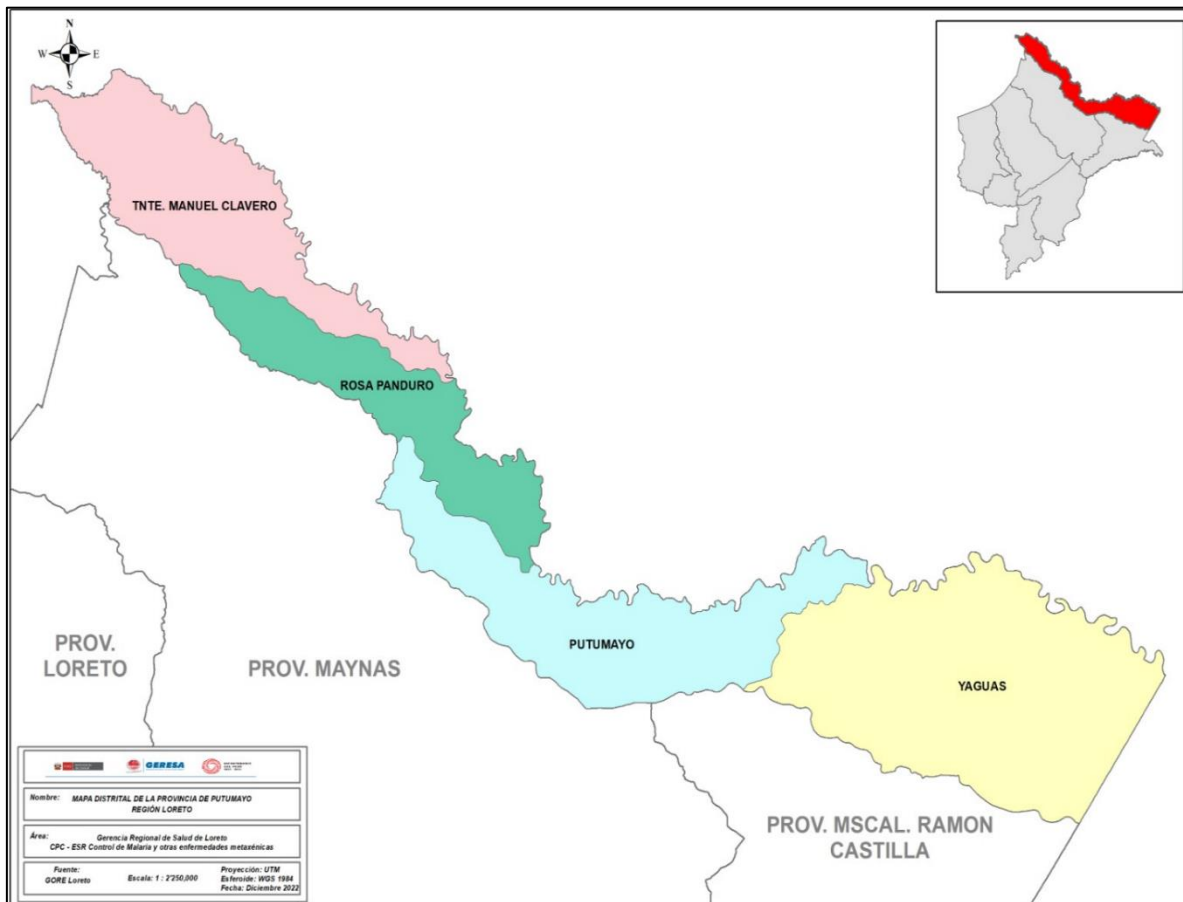 N
W E
S
TNTE. MANUEL CLAVERO
ROSA PANDURO
PUTUMAYO
YAGUAS
PROV.
LORETO
PROV. MAYNAS
PROV. MSCAL. RAMON
CASTILLA
GERESA
Nombre: MAPA DISTRITAL DE LA PROVINCIA DE PUTUMAYO
REGIÓN LORETO
Área: Gerencia Regional de Salud de Loreto
CPC - ESR Control de Malaria y otras enfermedades metaxénicas
Fuente:
GORE Loreto
Escala: 1 : 2'250,000
Proyección: UTM
Esferoide: WGS 1984
Fecha: Diciembre 2022